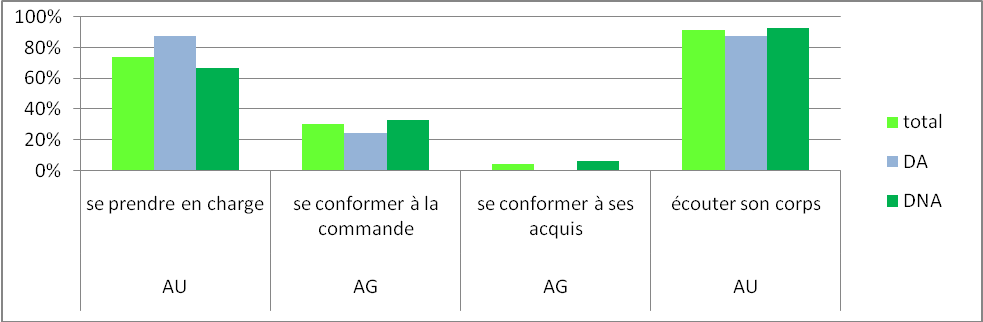 100%
80%
60%
40%
20%
0%
se prendre en charge
se conformer à la
commande
se conformer à ses
acquis
écouter son corps
AU
AG
AG
AU
total
DA
DNA